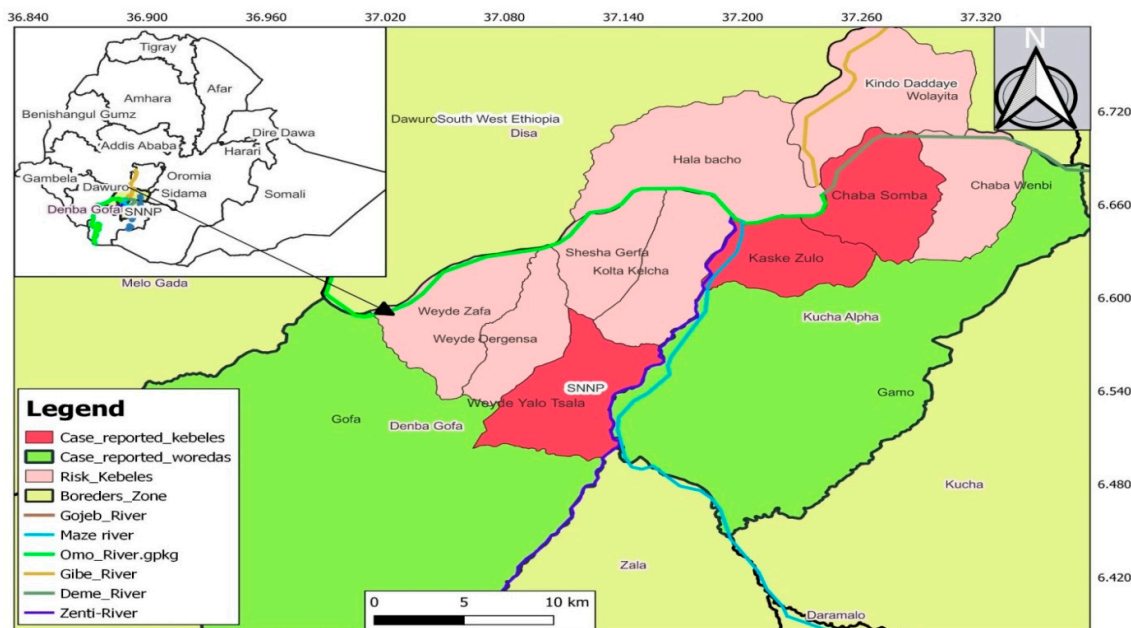 36.840 36.900 36.960 37.020 37.080 37.140 37.200 37.260 37.320
N
Tigray
Afar
Amhara
Benishangul Gumz
Dire Dawa
Addis Ababa
Harari
Gambela
Oromia
Dawuro
Sidama
Somali
Denba Gofa
SNNP
Kindo Daddaye
Wolayita
6.720
Dawuro
South West Ethiopia
Disa
Hala bacho
Chaba Wenbi
Chaba Somba
6.660
Shesha Gerfa
Kaske Zulo
Kolta Kelcha
Melo Gada
6.600
Weyde Zafa
Kucha Alpha
Weyde Dergensa
SNNP
Gamo
6.540
Weyde Yalo Tsala
Gofa
Denba Gofa
Kucha
6.480
Zala
6.420
Daramalo
Legend
Case_reported_kebeles
Case_reported_woredas
Risk_Kebeles
Boreders_Zone
Gojeb_River
Maze river
Omo_River.gpkg
Gibe_River
Deme_River
Zenti-River
0 5 10 km